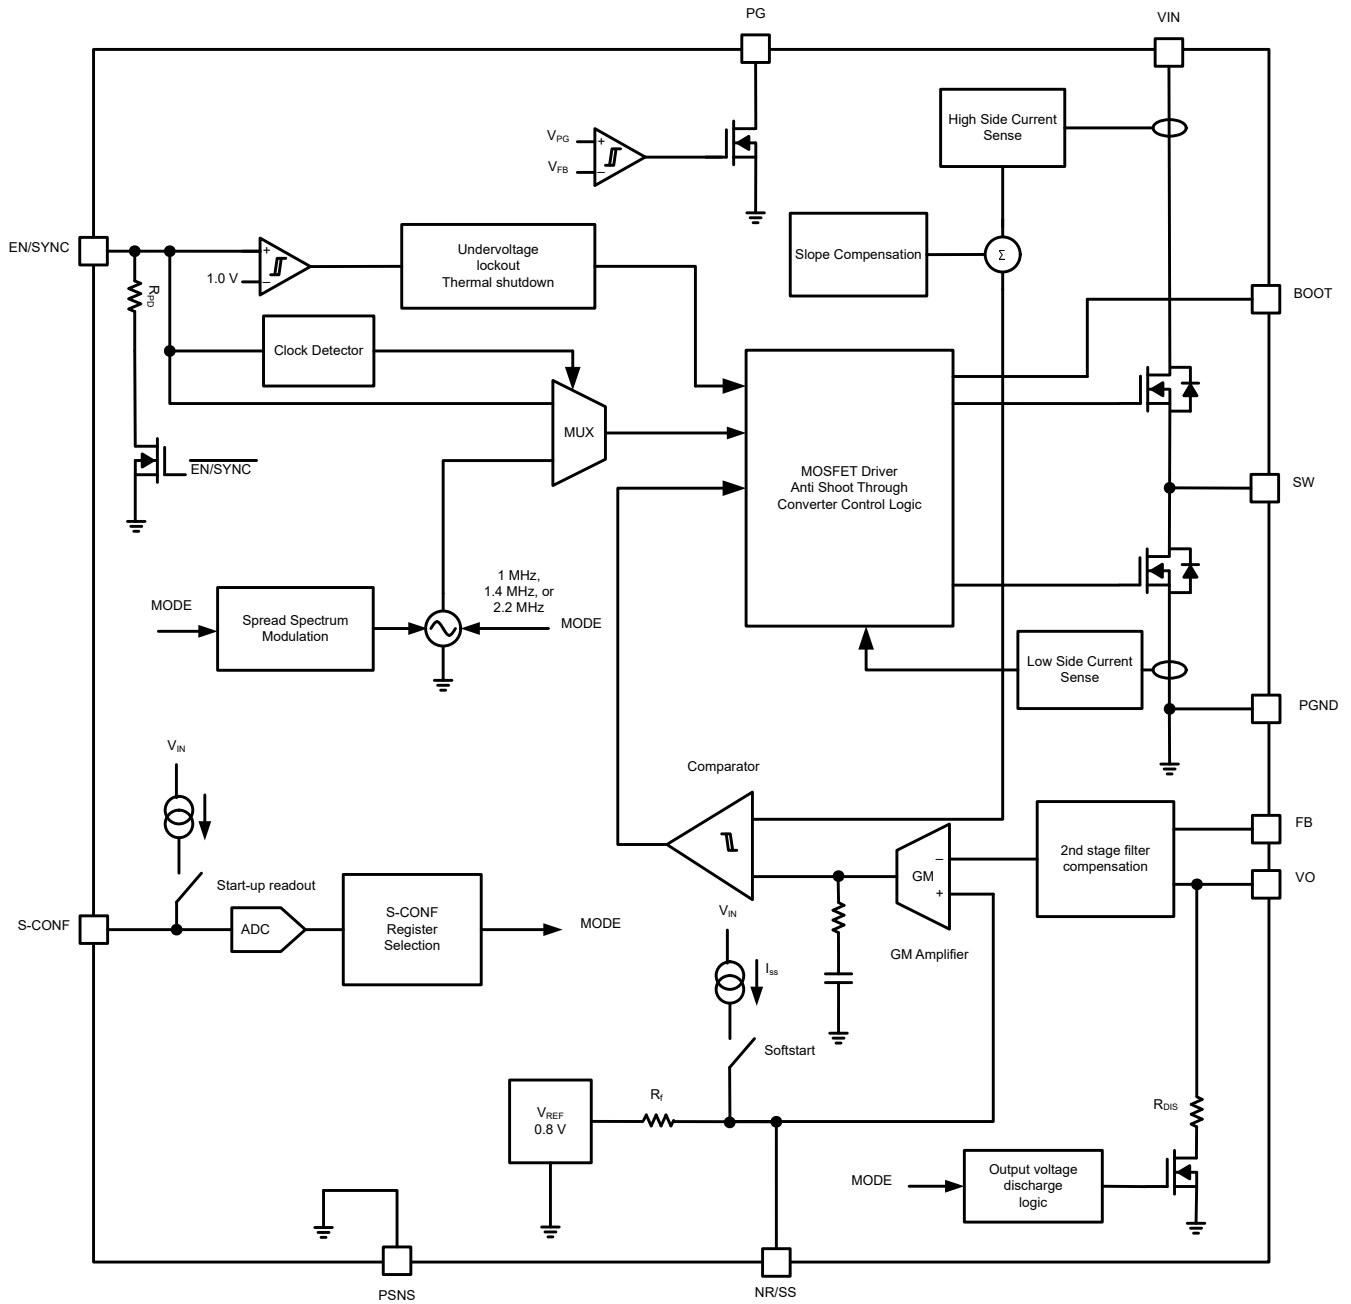 PG
VIN
High Side Current
Sense
VPG
+
VFB
–
EN/SYNC
+
1.0 V
–
Undervoltage
lockout
Thermal shutdown
Slope Compensation
Σ
RPD
BOOT
Clock Detector
MUX
EN/SYNC
MOSFET Driver
Anti Shoot Through
Converter Control Logic
SW
1 MHz,
1.4 MHz, or
2.2 MHz
MODE
Spread Spectrum
Modulation
MODE
Low Side Current
Sense
PGND
VIN
Comparator
FB
2nd stage filter
compensation
–
GM
+
VO
Start-up readout
S-CONF
ADC
S-CONF
Register
Selection
MODE
VIN
GM Amplifier
Iss
Softstart
VREF
0.8 V
Rf
RDIS
MODE
Output voltage
discharge
logic
PSNS
NR/SS